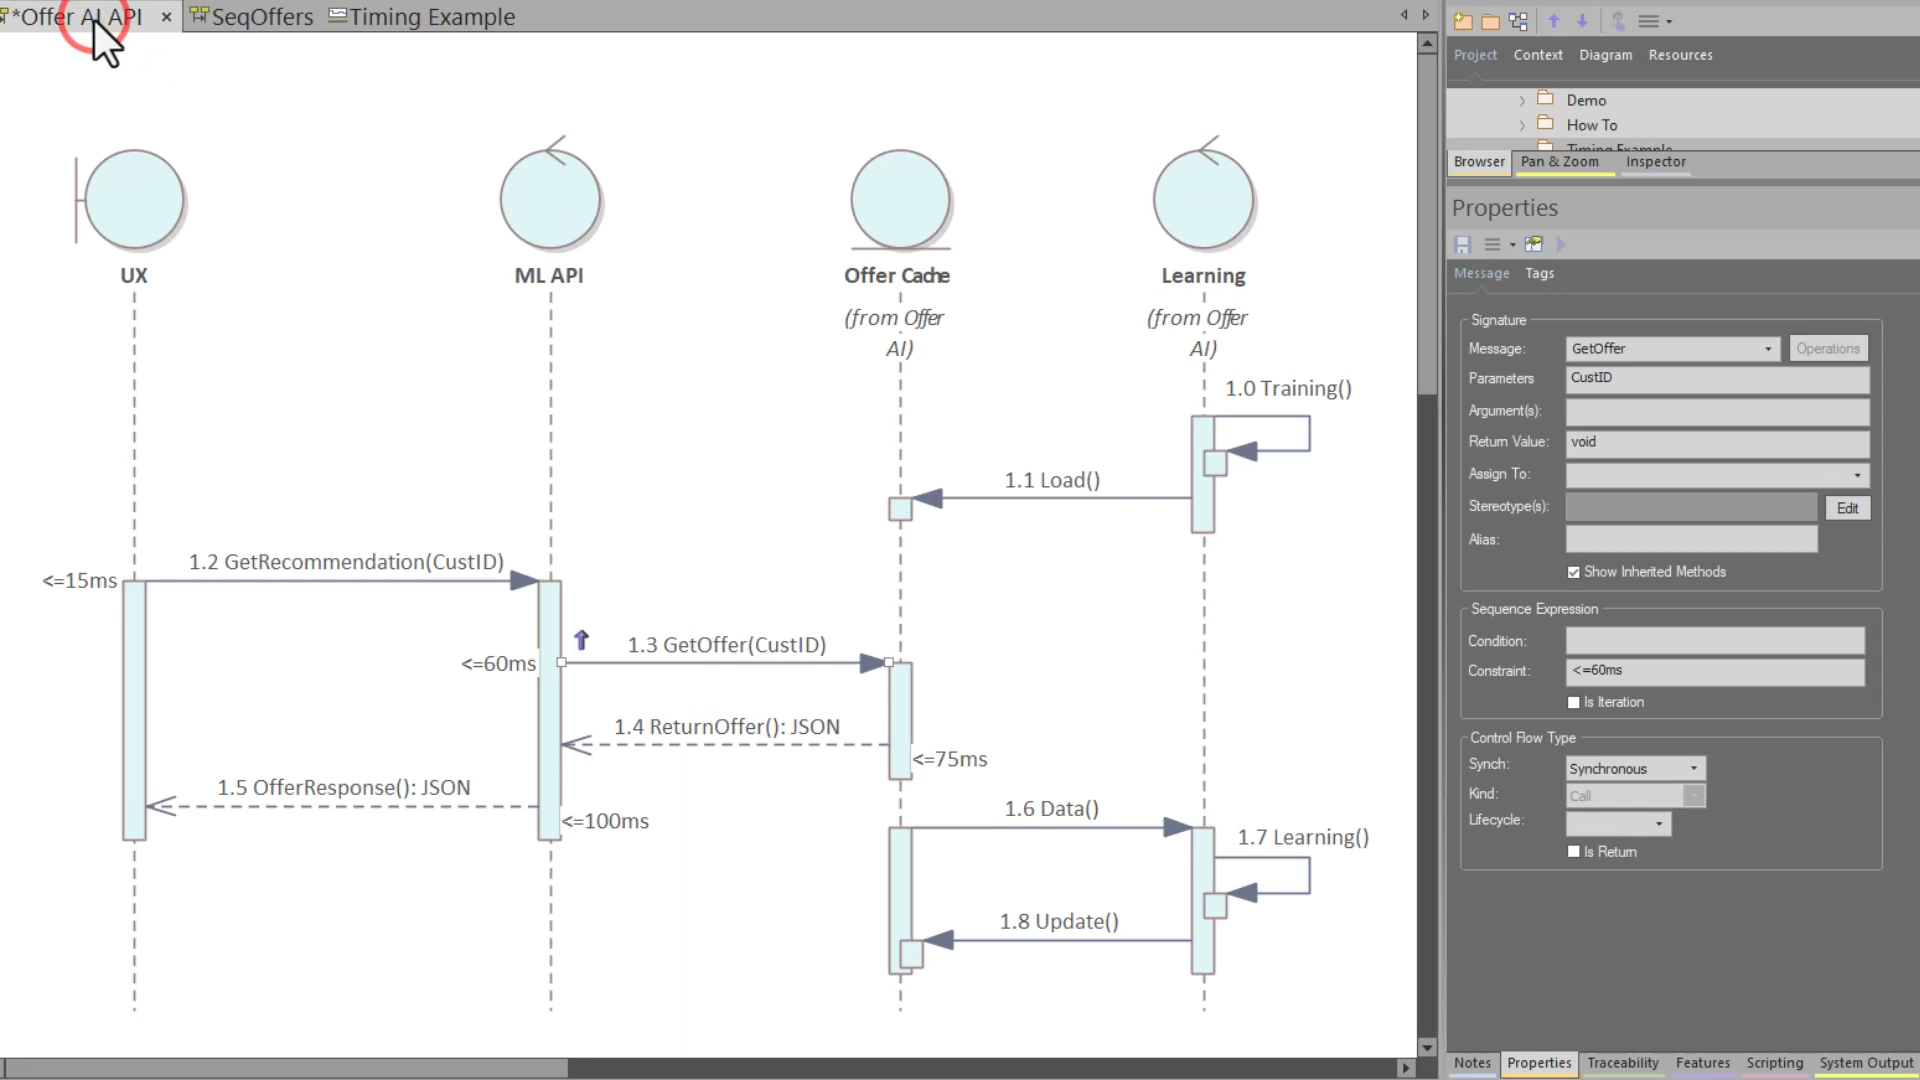 *Offer AI API
SeqOffers
Timing Example
UX
ML API
Offer Cache
(from Offer
AI)
Learning
(from Offer
AI)
1.0 Training()
1.1 Load()
1.2 GetRecommendation(CustID)
<=15ms
1.3 GetOffer(CustID)
<=60ms
1.4 ReturnOffer(): JSON
<=75ms
1.5 OfferResponse(): JSON
<=100ms
1.6 Data()
1.7 Learning()
1.8 Update()
Project Context Diagram Resources
Demo
How To
Timing Example
Browser Pan & Zoom Inspector
Properties
Message Tags
Signature
Message: GetOffer Operations
Parameters CustID
Argument(s):
Return Value: void
Assign To:
Stereotype(s): Edit
Alias:
Show Inherited Methods
Sequence Expression
Condition:
Constraint: <=60ms
Is Iteration
Control Flow Type
Synch: Synchronous
Kind: Call
Lifecycle:
Is Return
Notes Properties Traceability Features Scripting System Output